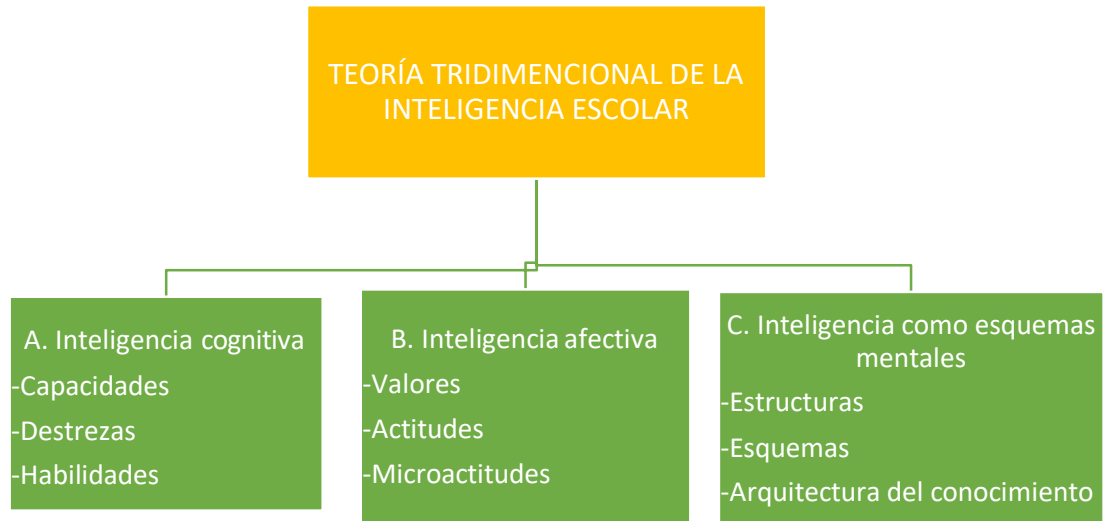 TEORÍA TRIDIMENCIONAL DE LA
INTELIGENCIA ESCOLAR
A. Inteligencia cognitiva
-Capacidades
-Destrezas
-Habilidades
B. Inteligencia afectiva
-Valores
-Actitudes
-Microactitudes
C. Inteligencia como esquemas
mentales
-Estructuras
-Esquemas
-Arquitectura del conocimiento